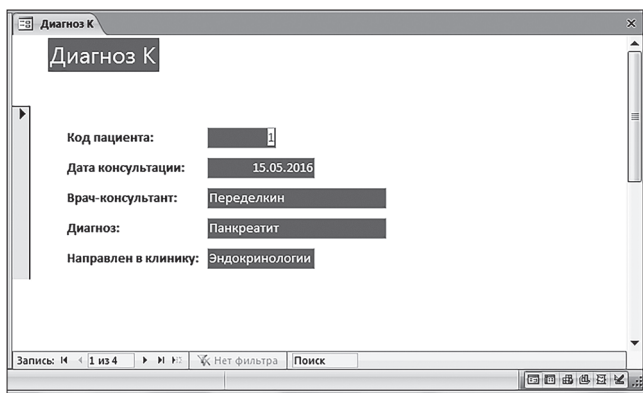 Диагноз К
Диагноз К
Код пациента: 1
Дата консультации: 15.05.2016
Врач-консультант: Переделкин
Диагноз: Панкреатит
Направлен в клинику: Эндокринологии
Запись: 1 из 4 Нет фильтра Поиск